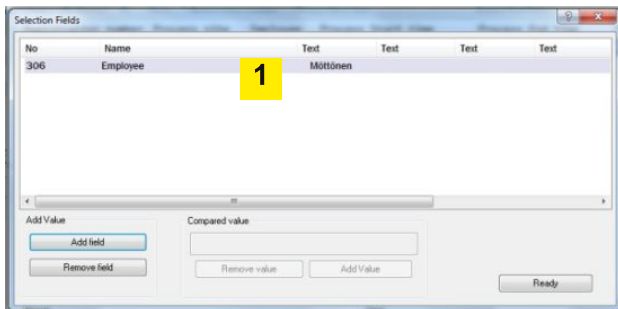 Selection Fields
No Name Text Text Text Text
306 Employee Möttönen
1
Add Value
Compared value
Add field
Remove field Remove value Add Value
Ready